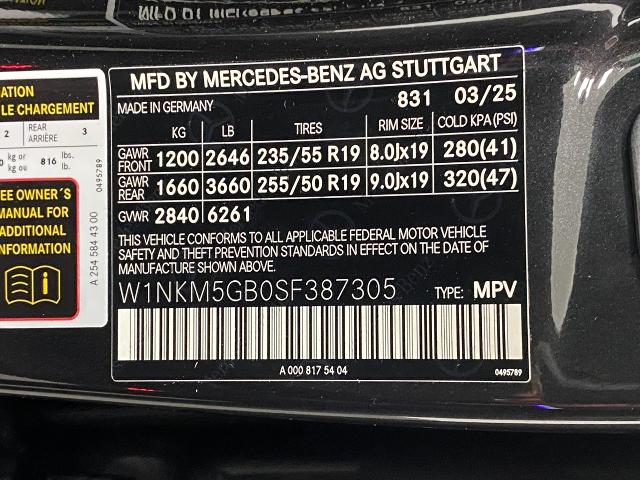 MFD BY MERCEDES-BENZ AG STUTTGART
MADE IN GERMANY 831 03/25
KG LB TIRES RIM SIZE COLD KPA(PSI)
GAWR FRONT 1200 2646 235/55 R19 8.0Jx19 280(41)
GAWR REAR 1660 3660 255/50 R19 9.0Jx19 320(47)
GVWR 2840 6261
THIS VEHICLE CONFORMS TO ALL APPLICABLE FEDERAL MOTOR VEHICLE
SAFETY AND THEFT PREVENTION STANDARDS IN EFFECT ON THE DATE OF
MANUFACTURE SHOWN ABOVE.
W1NKM5GB0SF387305 TYPE: MPV
A 000 817 54 04 0495789
ATION
LE CHARGEMENT
2 REAR ARRIÈRE 3
kg or kg ou 816 lbs. lb.
EE OWNER'S
MANUAL FOR
ADDITIONAL
INFORMATION
A 254 584 43 00 0495789